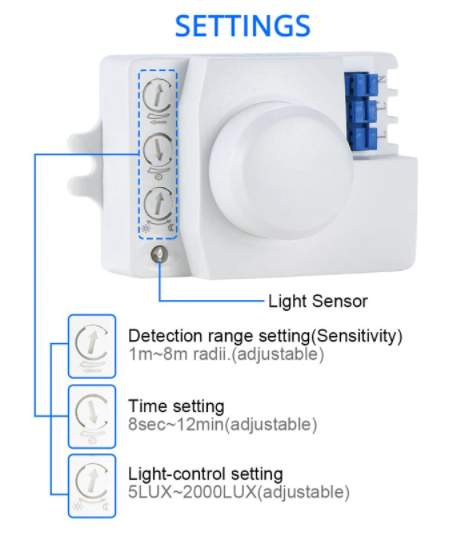 SETTINGS
Light Sensor
Detection range setting(Sensitivity)
1m~8m radii.(adjustable)
Time setting
8sec~12min(adjustable)
Light-control setting
5LUX~2000LUX(adjustable)